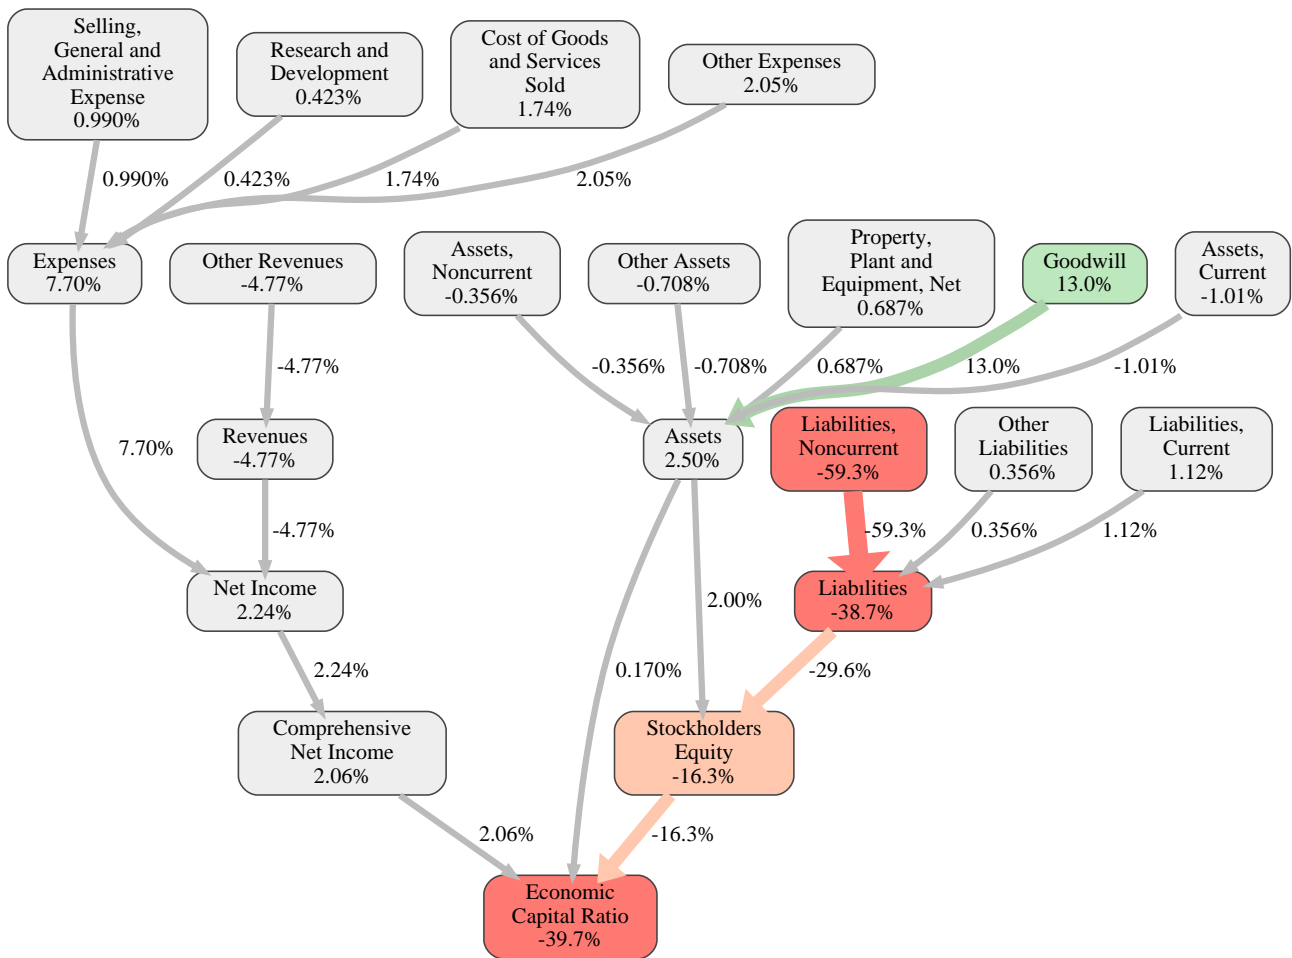 Selling,
General and
Administrative
Expense
0.990%
Research and
Development
0.423%
Cost of Goods
and Services
Sold
1.74%
Other Expenses
2.05%
0.990%
0.423%
1.74%
2.05%
Expenses
7.70%
Other Revenues
-4.77%
Assets,
Noncurrent
-0.356%
Other Assets
-0.708%
Property,
Plant and
Equipment, Net
0.687%
Goodwill
13.0%
Assets,
Current
-1.01%
-4.77%
-0.356%
-0.708%
0.687%
13.0%
-1.01%
7.70%
Revenues
-4.77%
Assets
2.50%
Liabilities,
Noncurrent
-59.3%
Other
Liabilities
0.356%
Liabilities,
Current
1.12%
-4.77%
-59.3%
0.356%
1.12%
Net Income
2.24%
2.00%
Liabilities
-38.7%
2.24%
0.170%
-29.6%
Comprehensive
Net Income
2.06%
Stockholders
Equity
-16.3%
2.06%
-16.3%
Economic
Capital Ratio
-39.7%